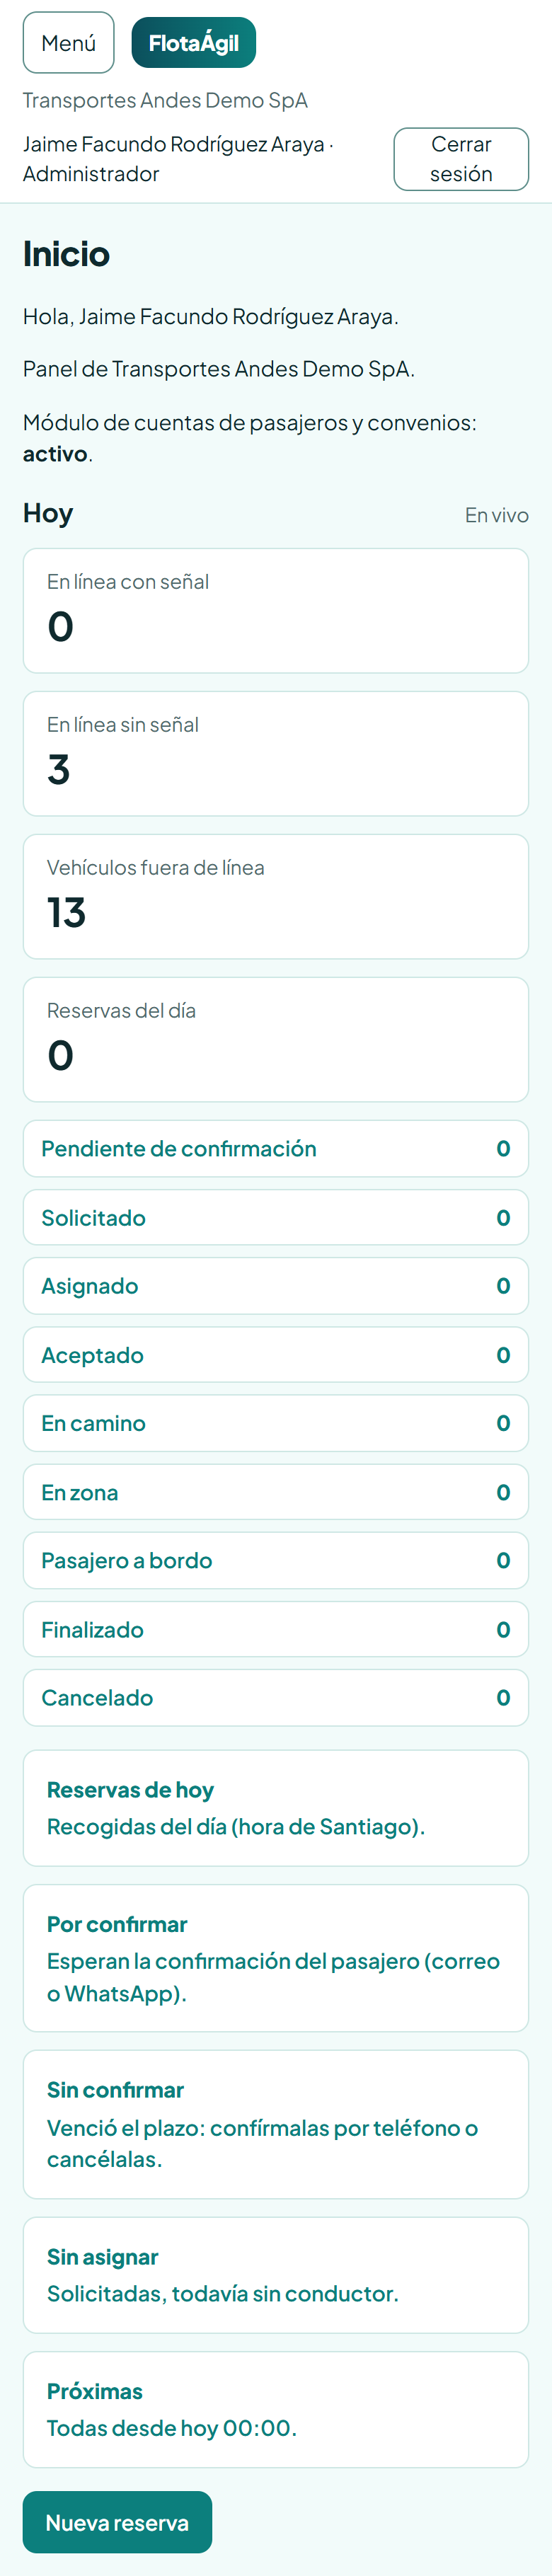 Menú
FlotaÁgil
Transportes Andes Demo SpA
Jaime Facundo Rodríguez Araya ·
Administrador
Cerrar
sesión
Inicio
Hola, Jaime Facundo Rodríguez Araya.
Panel de Transportes Andes Demo SpA.
Módulo de cuentas de pasajeros y convenios:
activo.
Hoy
En vivo
En línea con señal
0
En línea sin señal
3
Vehículos fuera de línea
13
Reservas del día
0
Pendiente de confirmación 0
Solicitado 0
Asignado 0
Aceptado 0
En camino 0
En zona 0
Pasajero a bordo 0
Finalizado 0
Cancelado 0
Reservas de hoy
Recogidas del día (hora de Santiago).
Por confirmar
Esperan la confirmación del pasajero (correo
o WhatsApp).
Sin confirmar
Venció el plazo: confírmalas por teléfono o
cancélalas.
Sin asignar
Solicitadas, todavía sin conductor.
Próximas
Todas desde hoy 00:00.
Nueva reserva